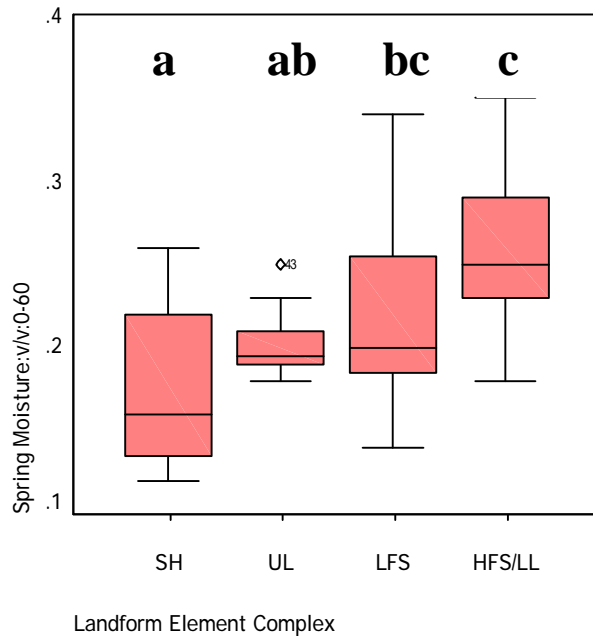 .4
a ab bc c
.3
43
.2
.1
Spring Moisture:v/v:0-60
SH UL LFS HFS/LL
Landform Element Complex